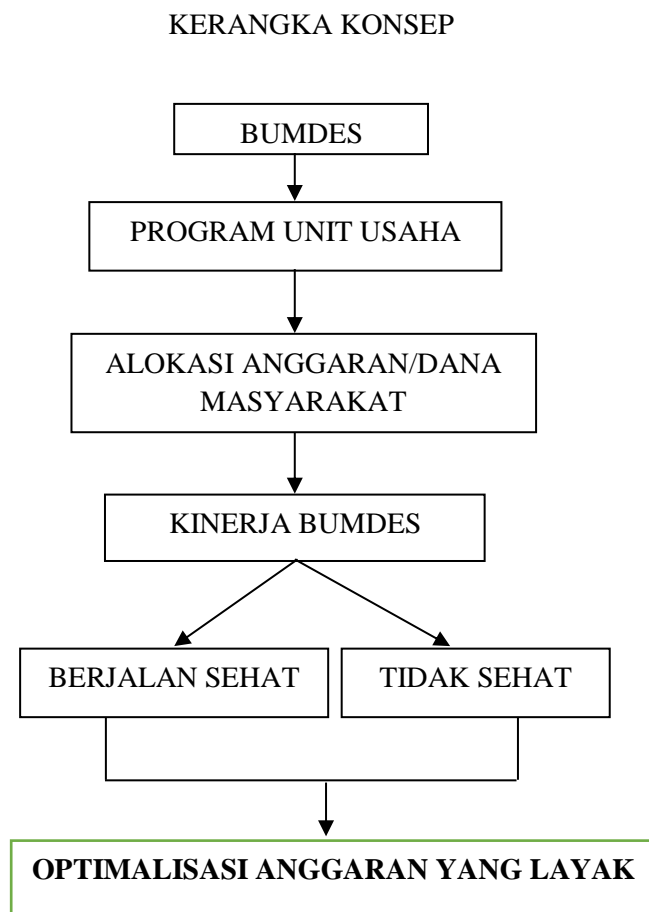 KERANGKA KONSEP
BUMDES
PROGRAM UNIT USAHA
ALOKASI ANGGARAN/DANA
MASYARAKAT
KINERJA BUMDES
BERJALAN SEHAT
TIDAK SEHAT
OPTIMALISASI ANGGARAN YANG LAYAK